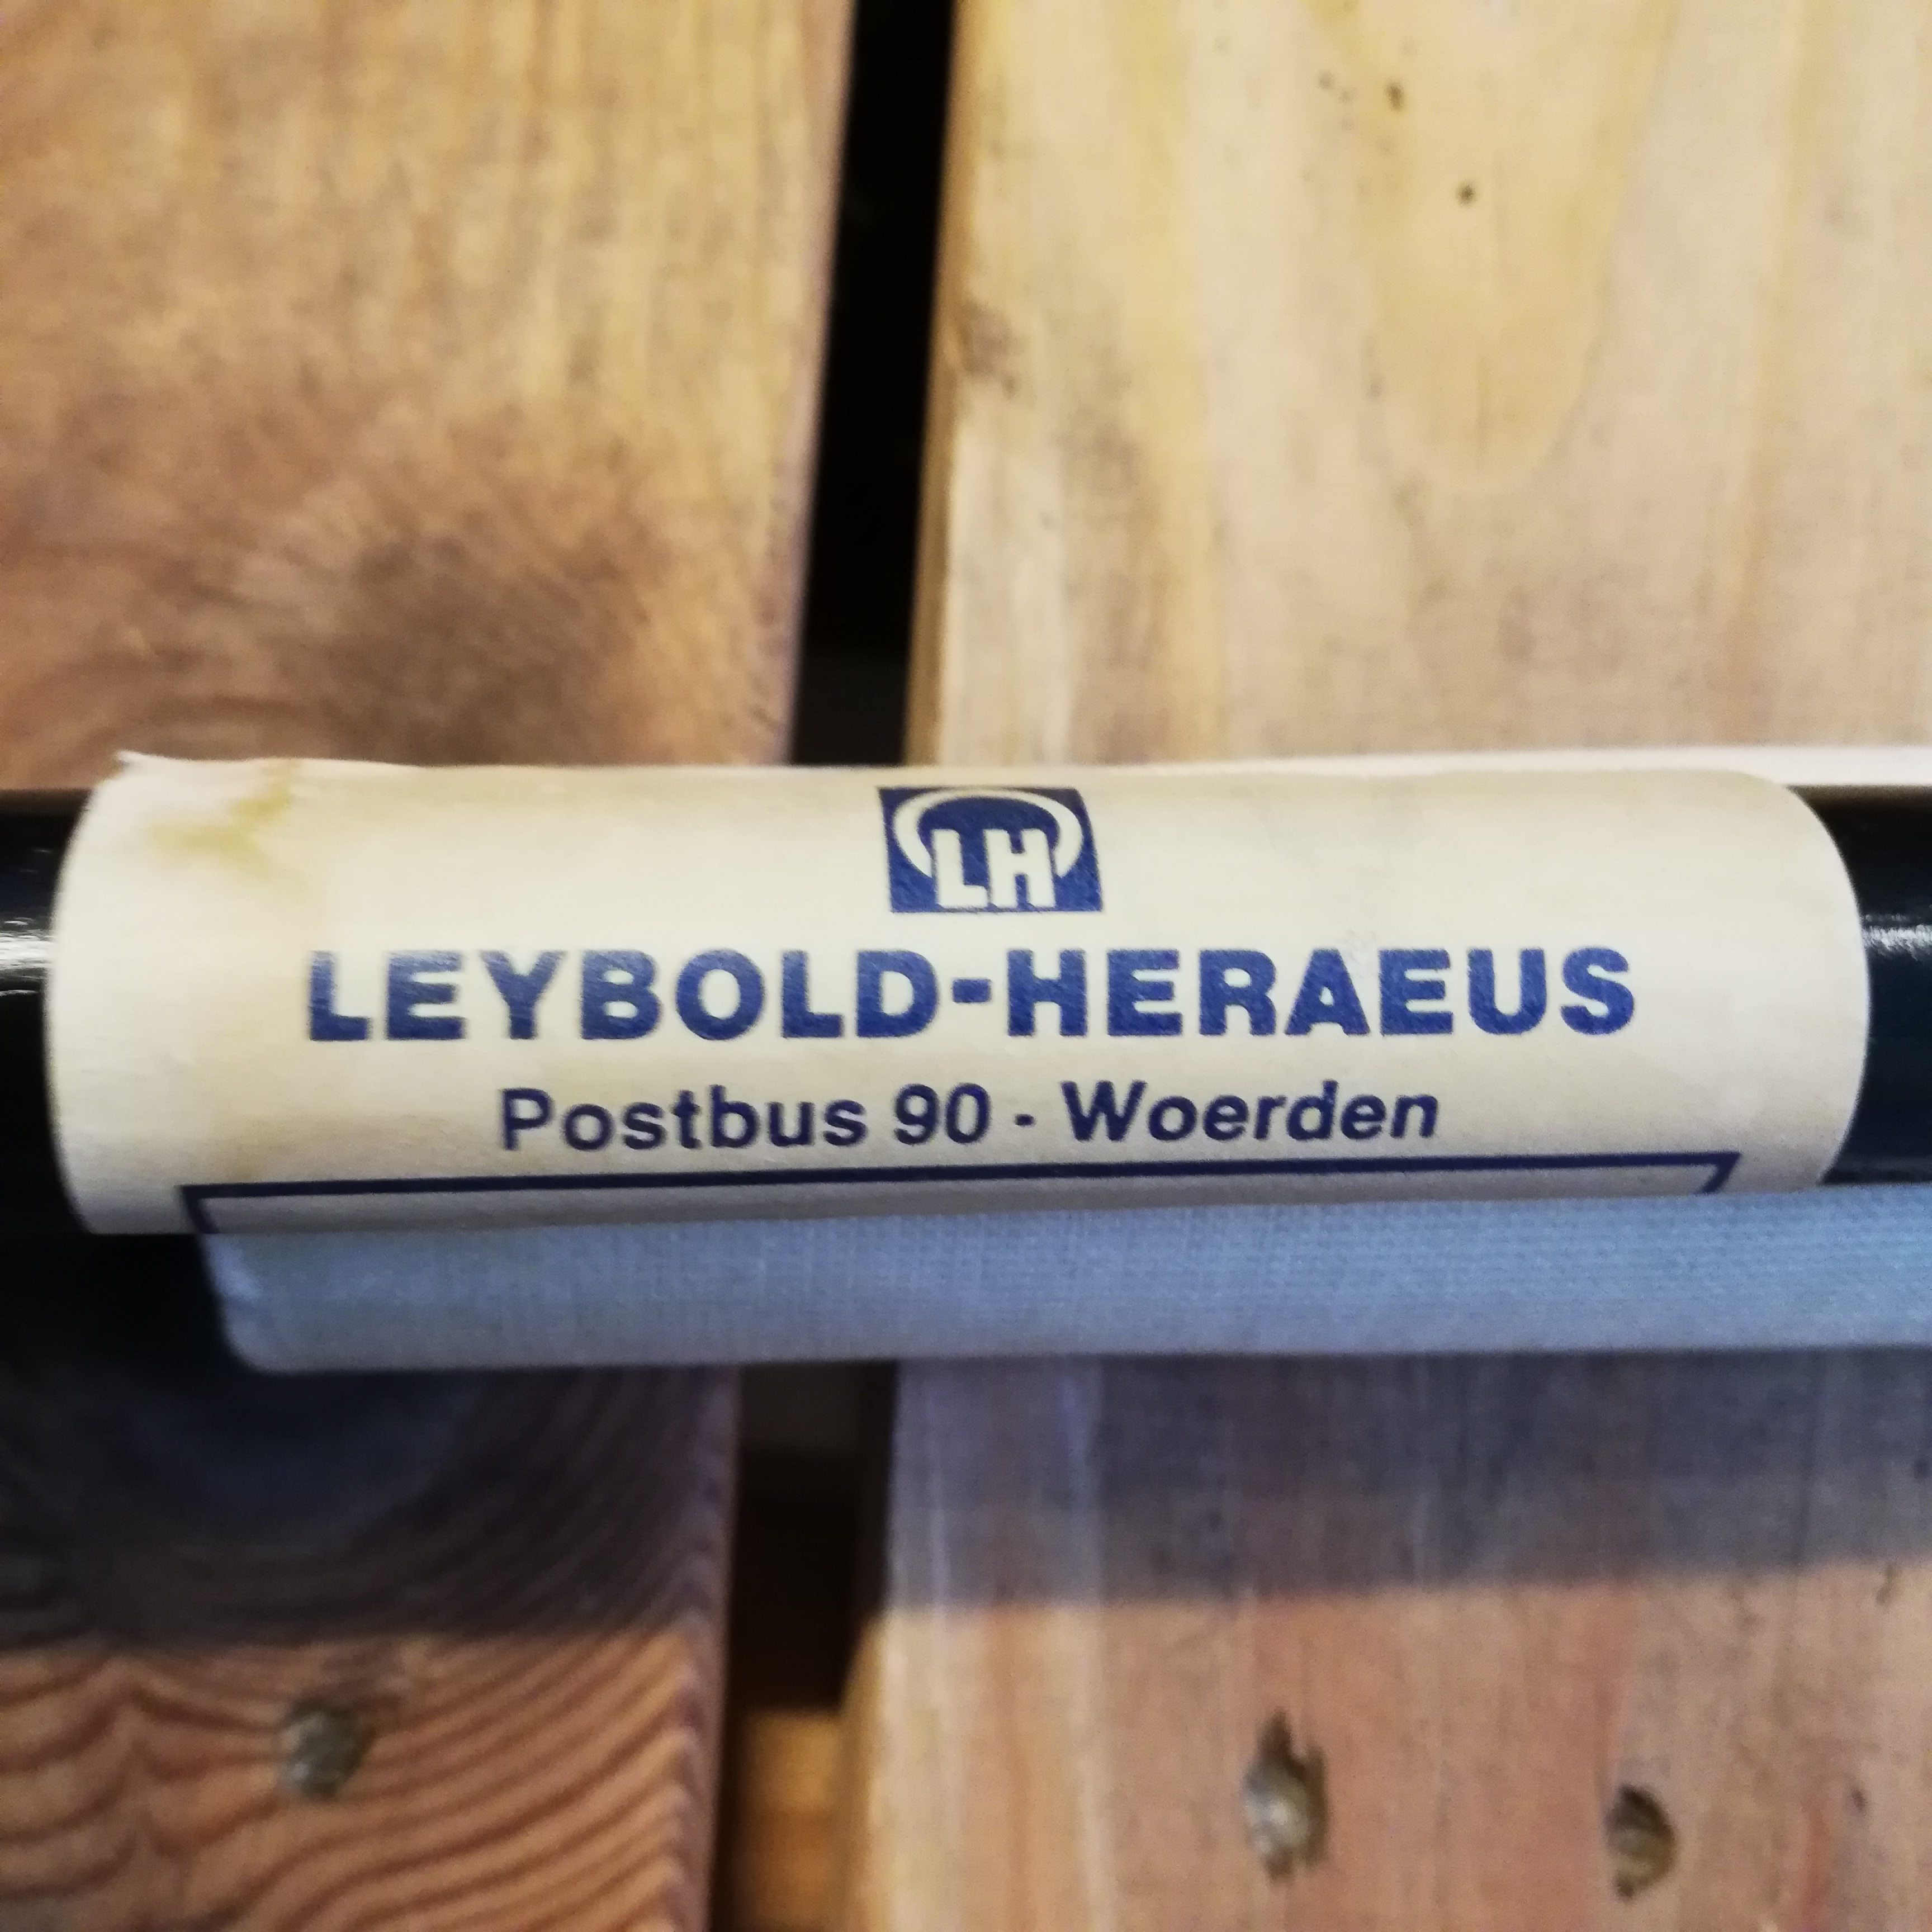 LH
LEYBOLD-HERAEUS
Postbus 90 - Woerden